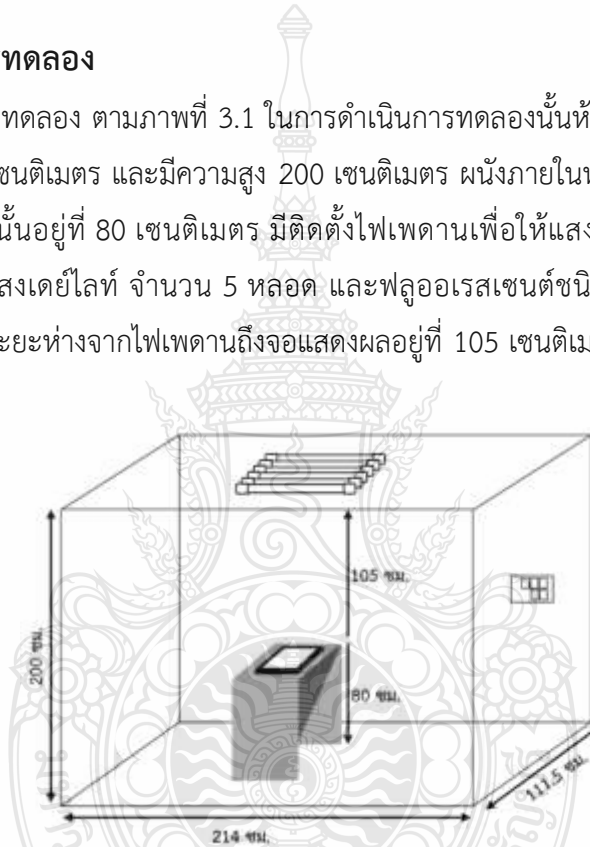 ทดลอง
ทดลอง ตามภาพที่ 3.1 ในการดำเนินการทดลองนั้นห้
เซนติเมตร และมีความสูง 200 เซนติเมตร ผนังภายใน
นั้นอยู่ที่ 80 เซนติเมตร มีติดตั้งไฟเพดานเพื่อให้แสง
สงเดย์ไลท์ จำนวน 5 หลอด และฟลูออเรสเซนต์ชนิ
ะยะห่างจากไฟเพดานถึงจอแสดงผลอยู่ที่ 105 เซนติเม
105 ซม.
200 ซม.
80 ซม.
111.5 ซม.
214 ซม.